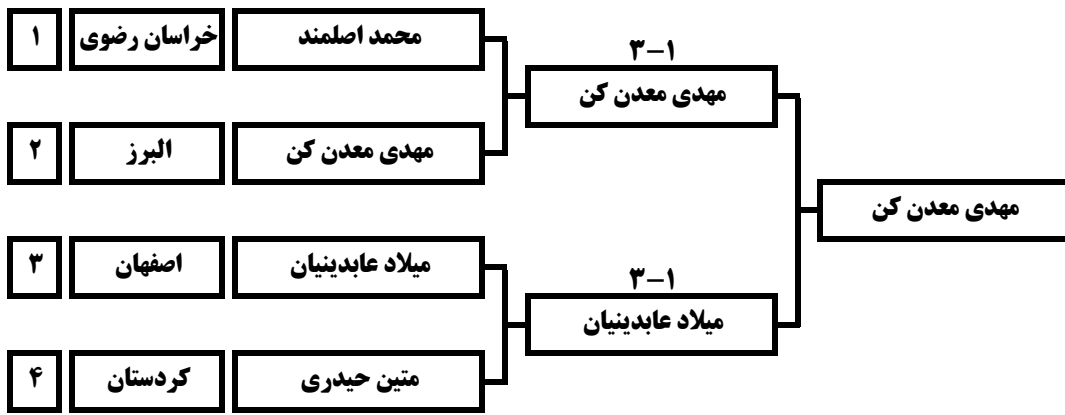 ۱ خراسان رضوی محمد اصلمند
۳-۱
مهدی معدن کن
۲ البرز مهدی معدن کن
مهدی معدن کن
۳ اصفهان میلاد عابدینیان
۳-۱
میلاد عابدینیان
۴ کردستان متین حیدری